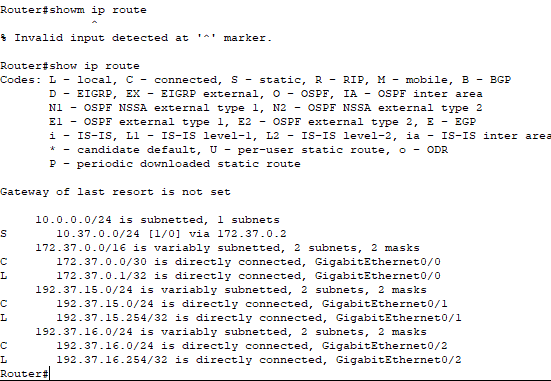 Router#showm ip route
^
% Invalid input detected at '^' marker.
Router#show ip route
Codes: L - local, C - connected, S - static, R - RIP, M - mobile, B - BGP
D - EIGRP, EX - EIGRP external, O - OSPF, IA - OSPF inter area
N1 - OSPF NSSA external type 1, N2 - OSPF NSSA external type 2
E1 - OSPF external type 1, E2 - OSPF external type 2, E - EGP
i - IS-IS, L1 - IS-IS level-1, L2 - IS-IS level-2, ia - IS-IS inter area
* - candidate default, U - per-user static route, o - ODR
P - periodic downloaded static route
Gateway of last resort is not set
10.0.0.0/24 is subnetted, 1 subnets
S 10.37.0.0/24 [1/0] via 172.37.0.2
172.37.0.0/16 is variably subnetted, 2 subnets, 2 masks
C 172.37.0.0/30 is directly connected, GigabitEthernet0/0
L 172.37.0.1/32 is directly connected, GigabitEthernet0/0
192.37.15.0/24 is variably subnetted, 2 subnets, 2 masks
C 192.37.15.0/24 is directly connected, GigabitEthernet0/1
L 192.37.15.254/32 is directly connected, GigabitEthernet0/1
192.37.16.0/24 is variably subnetted, 2 subnets, 2 masks
C 192.37.16.0/24 is directly connected, GigabitEthernet0/2
L 192.37.16.254/32 is directly connected, GigabitEthernet0/2
Router#